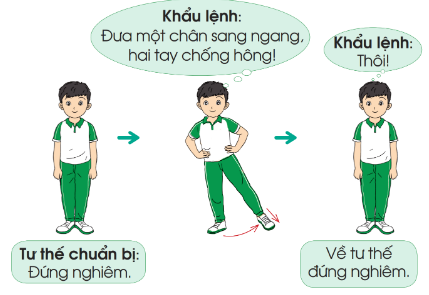 Khẩu lệnh:
Đưa một chân sang ngang,
hai tay chống hông!
Khẩu lệnh:
Thôi!
Tư thế chuẩn bị:
Đứng nghiêm.
Về tư thế
đứng nghiêm.